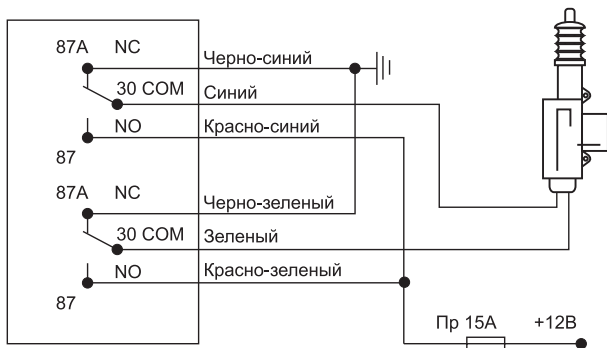 87A NC
Черно-синий
30 COM
Синий
NO
Красно-синий
87
87A NC
Черно-зеленый
30 COM
Зеленый
NO
Красно-зеленый
87
Пр 15А
+12В